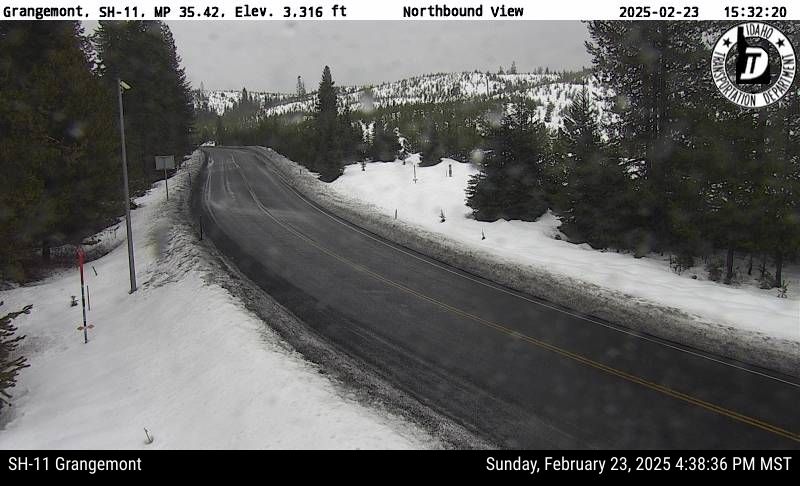 Grangemont, SH-11, MP 35.42, Elev. 3,316 ft Northbound View 2025-02-23 15:32:20
IDAHO
TRANSPORTATION DEPARTMENT
SH-11 Grangemont Sunday, February 23, 2025 4:38:36 PM MST